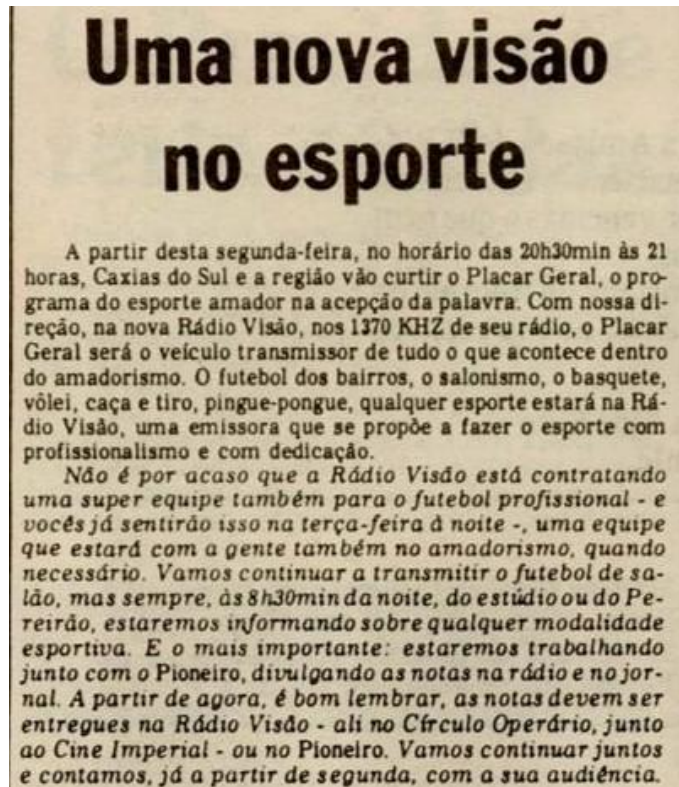 Uma nova visão
no esporte
A partir desta segunda-feira, no horário das 20h30min às 21
horas, Caxias do Sul e a região vão curtir o Placar Geral, o pro-
grama do esporte amador na acepção da palavra. Com nossa di-
reção, na nova Rádio Visão, nos 1370 KHZ de seu rádio, o Placar
Geral será o veículo transmissor de tudo o que acontece dentro
do amadorismo. O futebol dos bairros, o salonismo, o basquete,
vôlei, caça e tiro, pingue-pongue, qualquer esporte estará na Rá-
dio Visão, uma emissora que se propõe a fazer o esporte com
profissionalismo e com dedicação.
Não é por acaso que a Rádio Visão está contratando
uma super equipe também para o futebol profissional - e
vocês já sentirão isso na terça-feira à noite -, uma equipe
que estará com a gente também no amadorismo, quando
necessário. Vamos continuar a transmitir o futebol de sa-
lão, mas sempre, às 8h30min da noite, do estúdio ou do Pe-
reirão, estaremos informando sobre qualquer modalidade
esportiva. E o mais importante: estaremos trabalhando
junto com o Pioneiro, divulgando as notas na rádio e no jor-
nal. A partir de agora, é bom lembrar, as notas devem ser
entregues na Rádio Visão - ali no Círculo Operário, junto
ao Cine Imperial - ou no Pioneiro. Vamos continuar juntos
e contamos, já a partir de segunda, com a sua audiência.